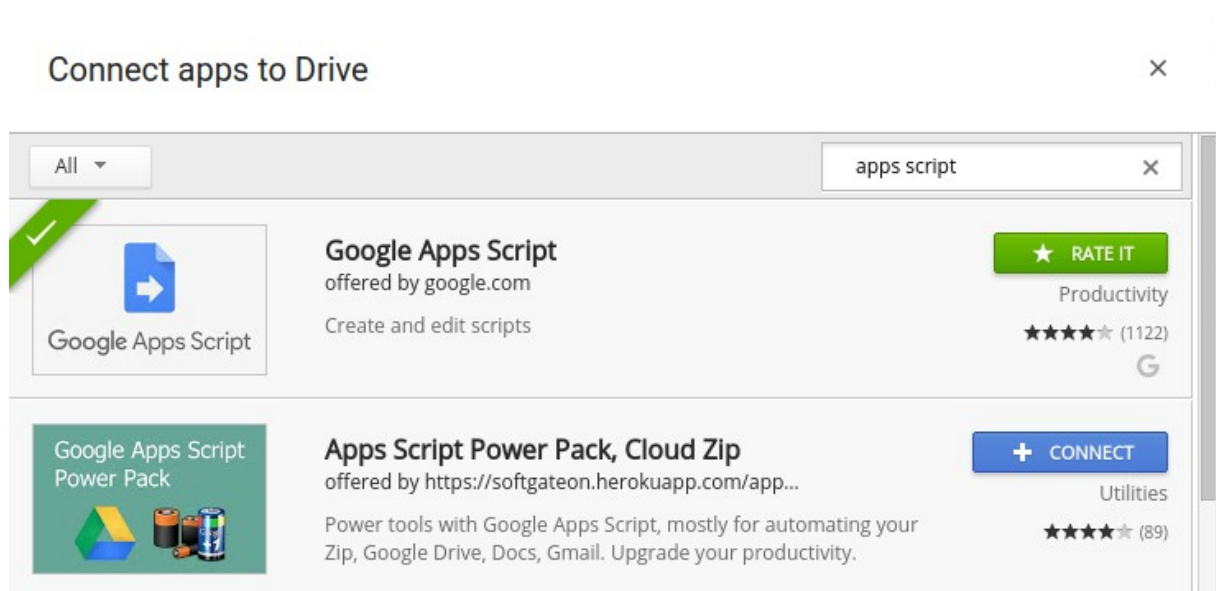 Connect apps to Drive
All
apps script
Google Apps Script
Google Apps Script
offered by google.com
Create and edit scripts
RATE IT
Productivity
(1122)
G
Google Apps Script
Power Pack
Apps Script Power Pack, Cloud Zip
offered by https://softgateon.herokuapp.com/app...
Power tools with Google Apps Script, mostly for automating your
Zip, Google Drive, Docs, Gmail. Upgrade your productivity.
CONNECT
Utilities
(89)